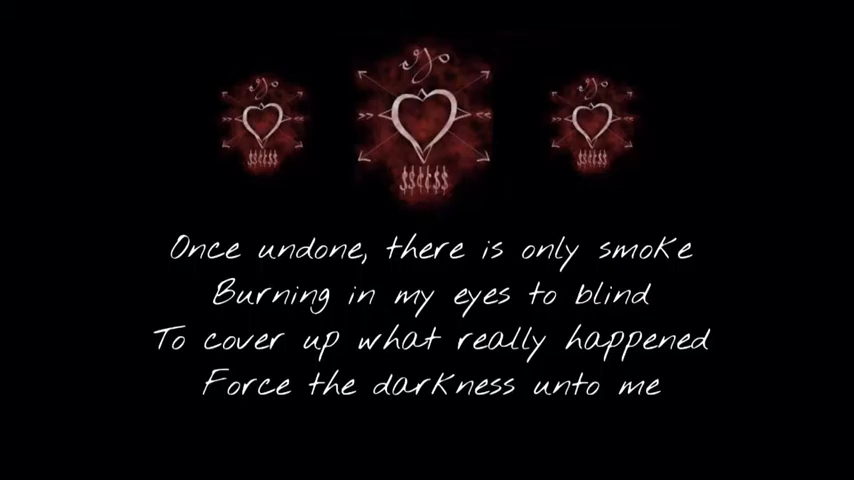 Once undone, there is only smoke
Burning in my eyes to blind
To cover up what really happened
Force the darkness unto me